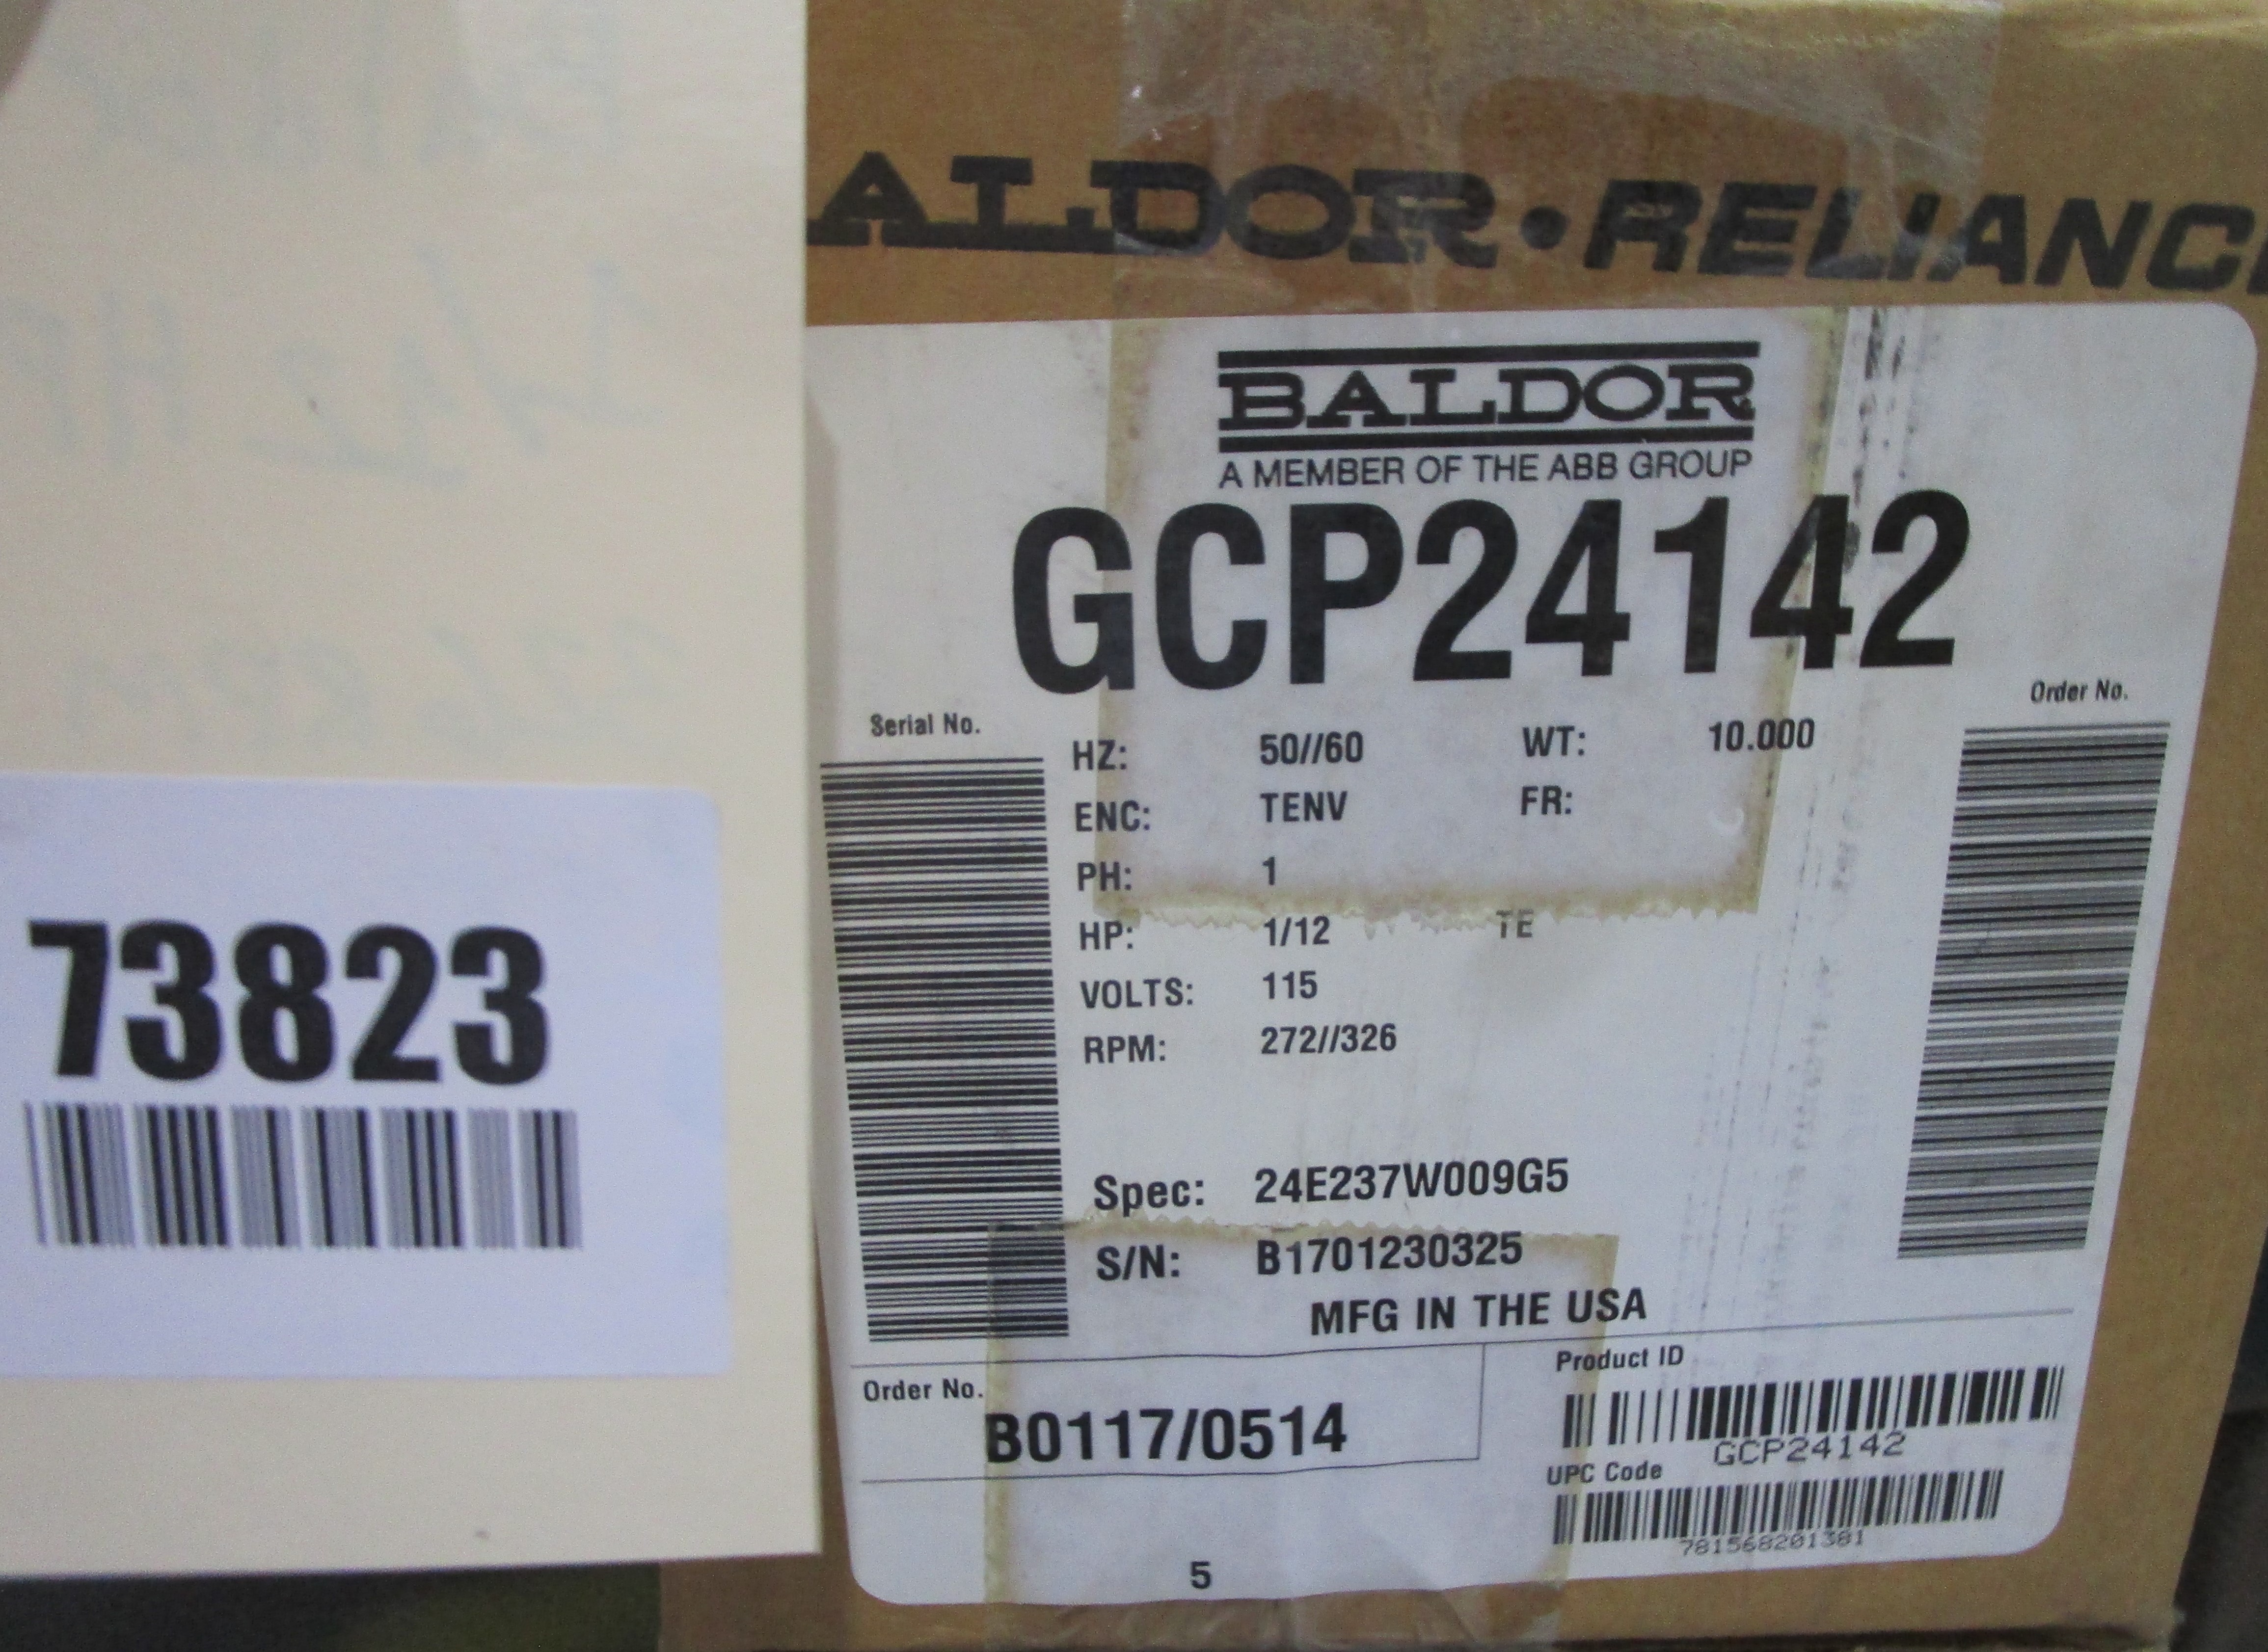 ALDOR•RELIANC
BALDOR
A MEMBER OF THE ABB GROUP
GCP24142
Serial No.
Order No.
HZ: 50//60 WT: 10.000
ENC: TENV FR:
PH: 1
HP: 1/12 TE
VOLTS: 115
RPM: 272//326
Spec: 24E237W009G5
S/N: B1701230325
MFG IN THE USA
Order No.
B0117/0514
Product ID
GCP24142
UPC Code
781568201381
5
73823